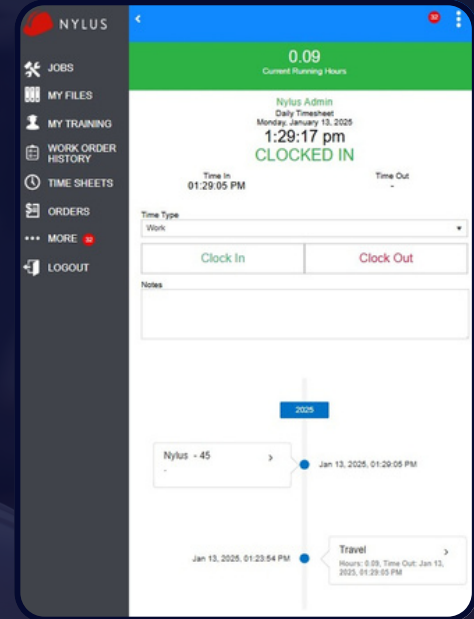 NYLUS
JOBS
MY FILES
MY TRAINING
WORK ORDER
HISTORY
TIME SHEETS
ORDERS
MORE 32
LOGOUT
32
0.09
Current Running Hours
Nylus Admin
Daily Timesheet
Monday, January 13, 2025
1:29:17 pm
CLOCKED IN
Time In Time Out
01:29:05 PM -
Time Type
Work
Clock In Clock Out
Notes
2025
Nylus - 45
-
Jan 13, 2025, 01:29:05 PM
Jan 13, 2025, 01:23:54 PM
Travel
Hours: 0.09, Time Out: Jan 13,
2025, 01:29:05 PM